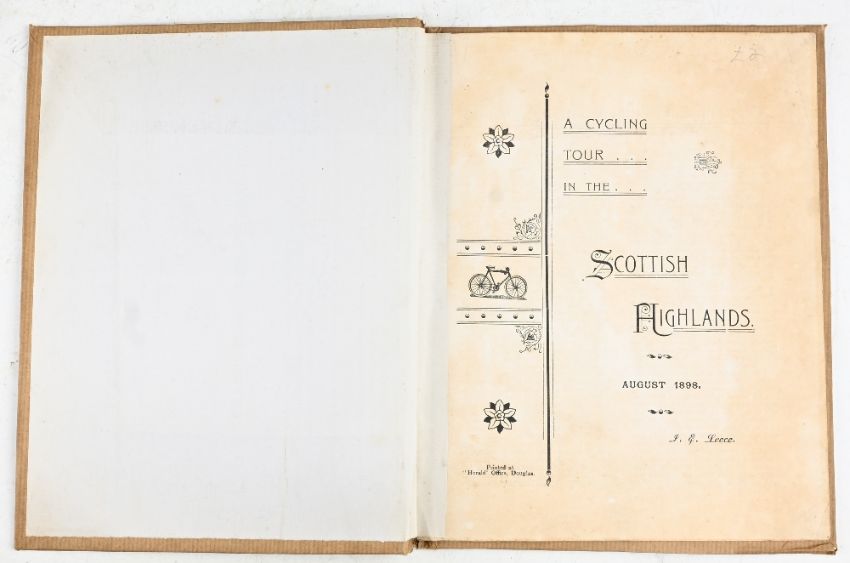 A CYCLING
TOUR . . .
IN THE . . .
SCOTTISH
HIGHLANDS.
AUGUST 1898.
Printed at
"Herald" Office, Douglas.